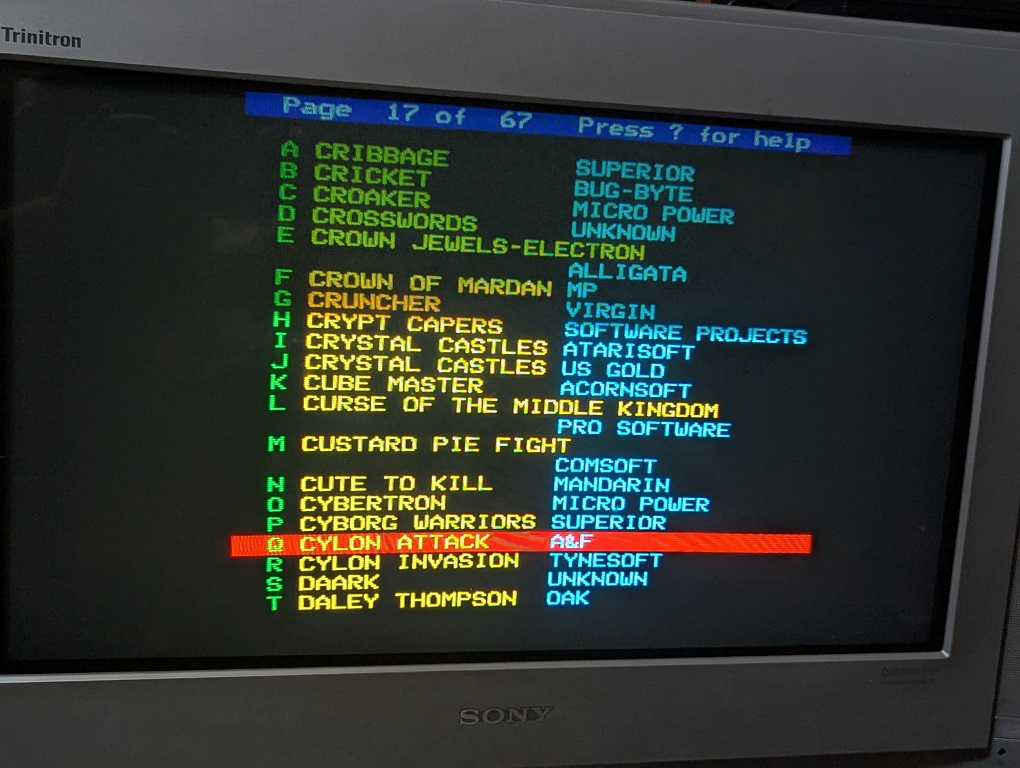 Trinitron
Page 17 of 67 Press ? for help
A CRIBBAGE SUPERIOR
B CRICKET BUG-BYTE
C CROAKER MICRO POWER
D CROSSWORDS UNKNOWN
E CROWN JEWELS-ELECTRON
ALLIGATA
F CROWN OF MARDAN MP
G CRUNCHER VIRGIN
H CRYPT CAPERS SOFTWARE PROJECTS
I CRYSTAL CASTLES ATARISOFT
J CRYSTAL CASTLES US GOLD
K CUBE MASTER ACORNSOFT
L CURSE OF THE MIDDLE KINGDOM
PRO SOFTWARE
M CUSTARD PIE FIGHT
COMSOFT
N CUTE TO KILL MANDARIN
O CYBERTRON MICRO POWER
P CYBORG WARRIORS SUPERIOR
Q CYLON ATTACK A&F
R CYLON INVASION TYNESOFT
S DAARK UNKNOWN
T DALEY THOMPSON OAK
SONY